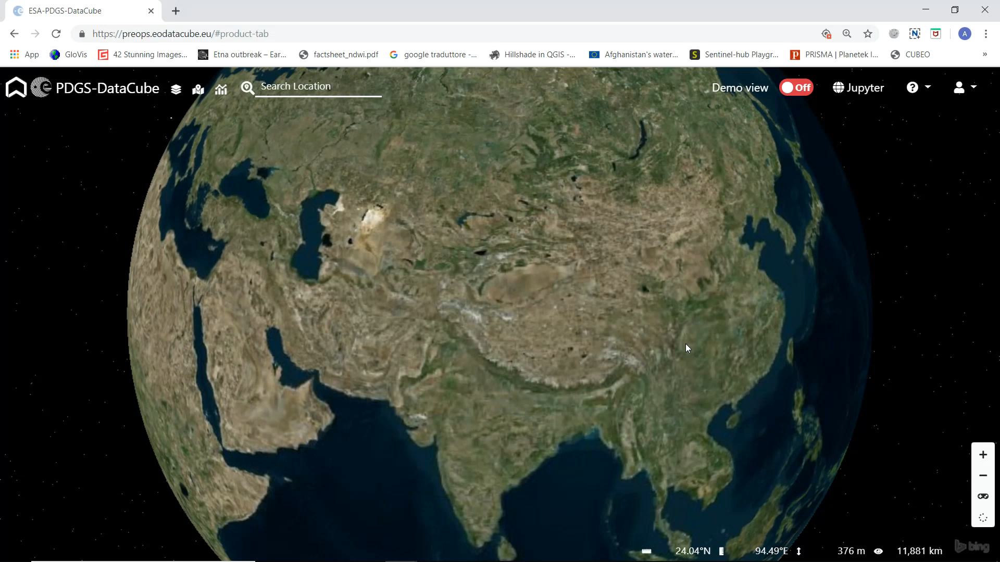 ESA-PDGS-DataCube
https://preops.eodatacube.eu/#product-tab
A
App
GloVis
42 Stunning Images...
Etna outbreak – Ear...
factsheet_ndwi.pdf
google traduttore -...
Hillshade in QGIS -...
Afghanistan's water...
Sentinel-hub Playgr...
PRISMA | Planetek I...
CUBEO
»
PDGS-DataCube
Search Location
Demo view
Off
Jupyter
24.04°N
94.49°E
376 m
11,881 km
bing